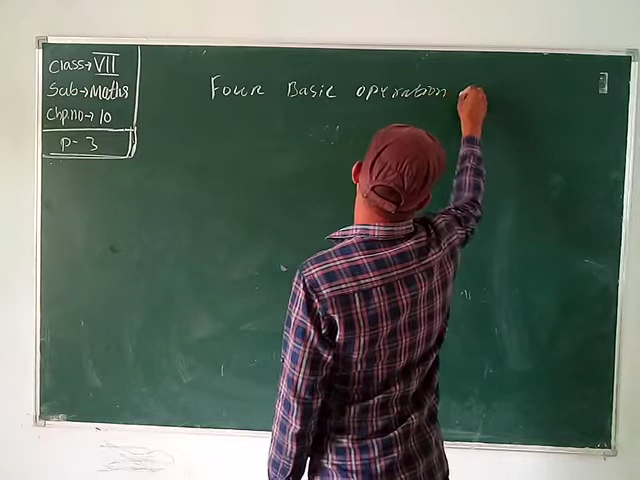 Class→VII
Sub→Maths
Chp.no→10
P-3
Four Basic operation